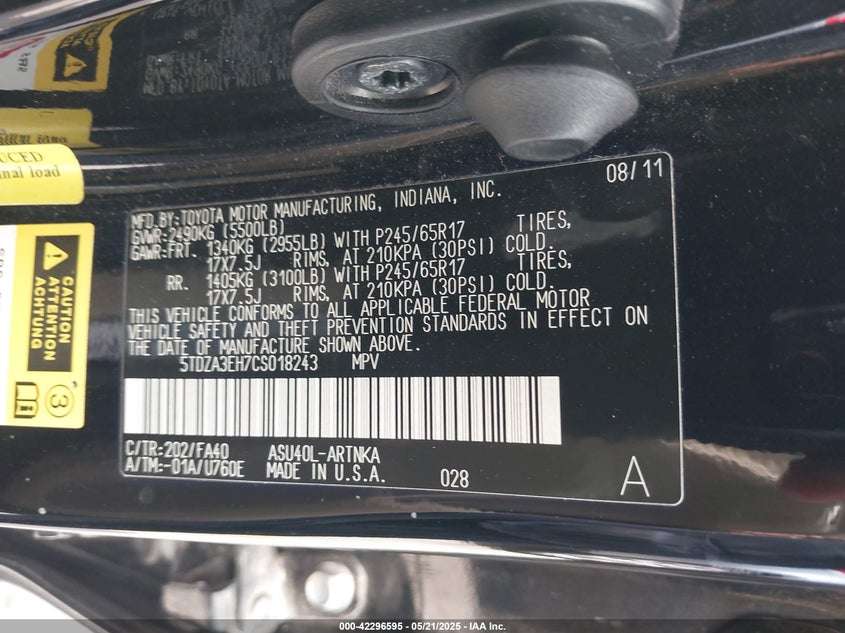 UCED
nal load
CAUTION
ATTENTION
ACHTUNG
3
08/11
MFD.BY:TOYOTA MOTOR MANUFACTURING, INDIANA, INC.
GVWR:2490KG (5500LB)
GAWR:FRT. 1340KG (2955LB) WITH P245/65R17 TIRES,
17X7.5J RIMS, AT 210KPA (30PSI) COLD.
RR. 1405KG (3100LB) WITH P245/65R17 TIRES,
17X7.5J RIMS, AT 210KPA (30PSI) COLD.
THIS VEHICLE CONFORMS TO ALL APPLICABLE FEDERAL MOTOR
VEHICLE SAFETY AND THEFT PREVENTION STANDARDS IN EFFECT ON
THE DATE OF MANUFACTURE SHOWN ABOVE.
5TDZA3EH7CS018243 MPV
C/TR:202/FA40 ASU40L-ARTNKA
A/TM:-01A/U760E MADE IN U.S.A. 028 A
000-42296595 - 05/21/2025 - IAA Inc.